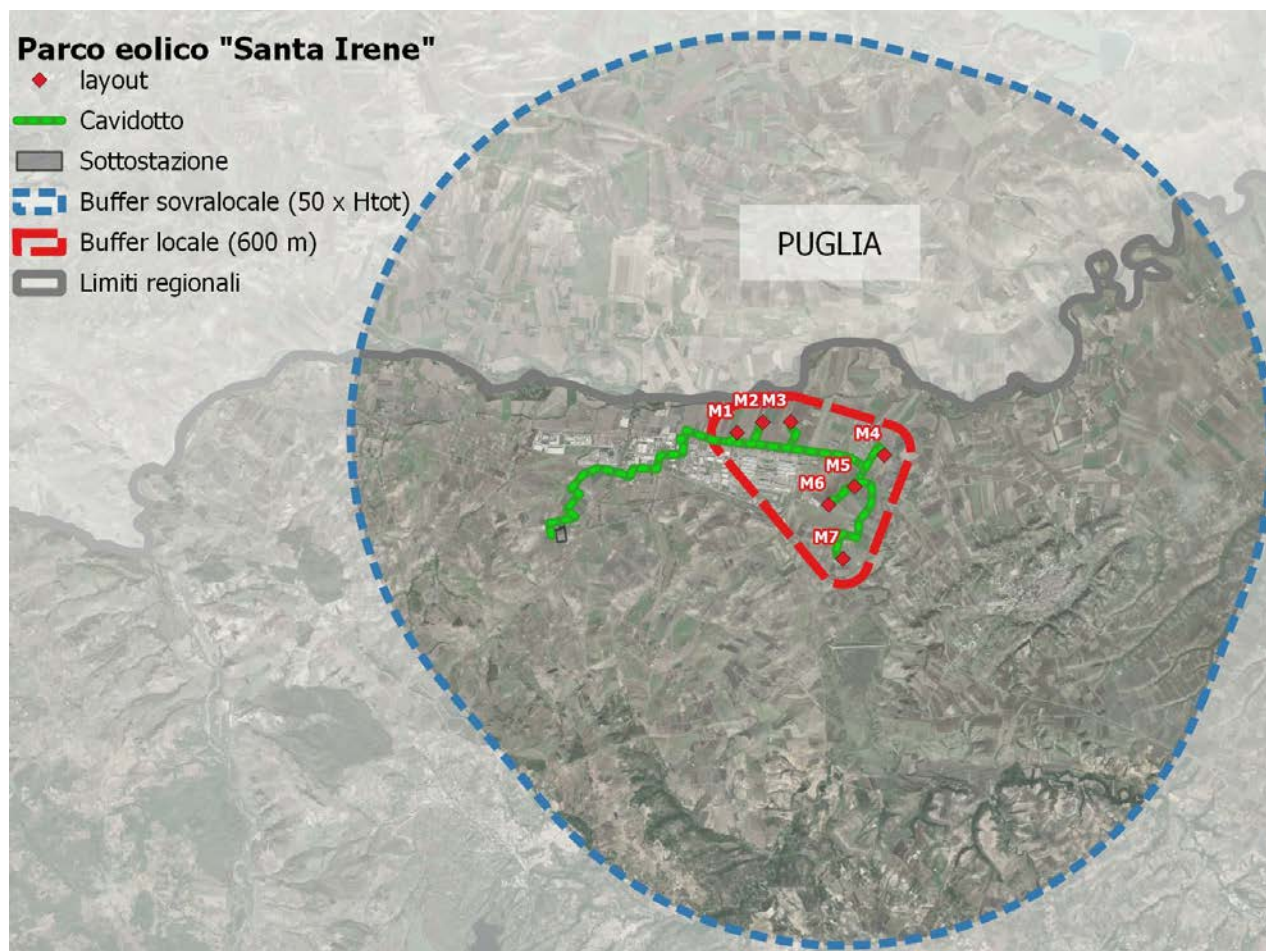 Parco eolico "Santa Irene"
layout
Cavidotto
Sottostazione
Buffer sovralocale (50 x Htot)
Buffer locale (600 m)
Limiti regionali
PUGLIA
M1
M2
M3
M4
M5
M6
M7